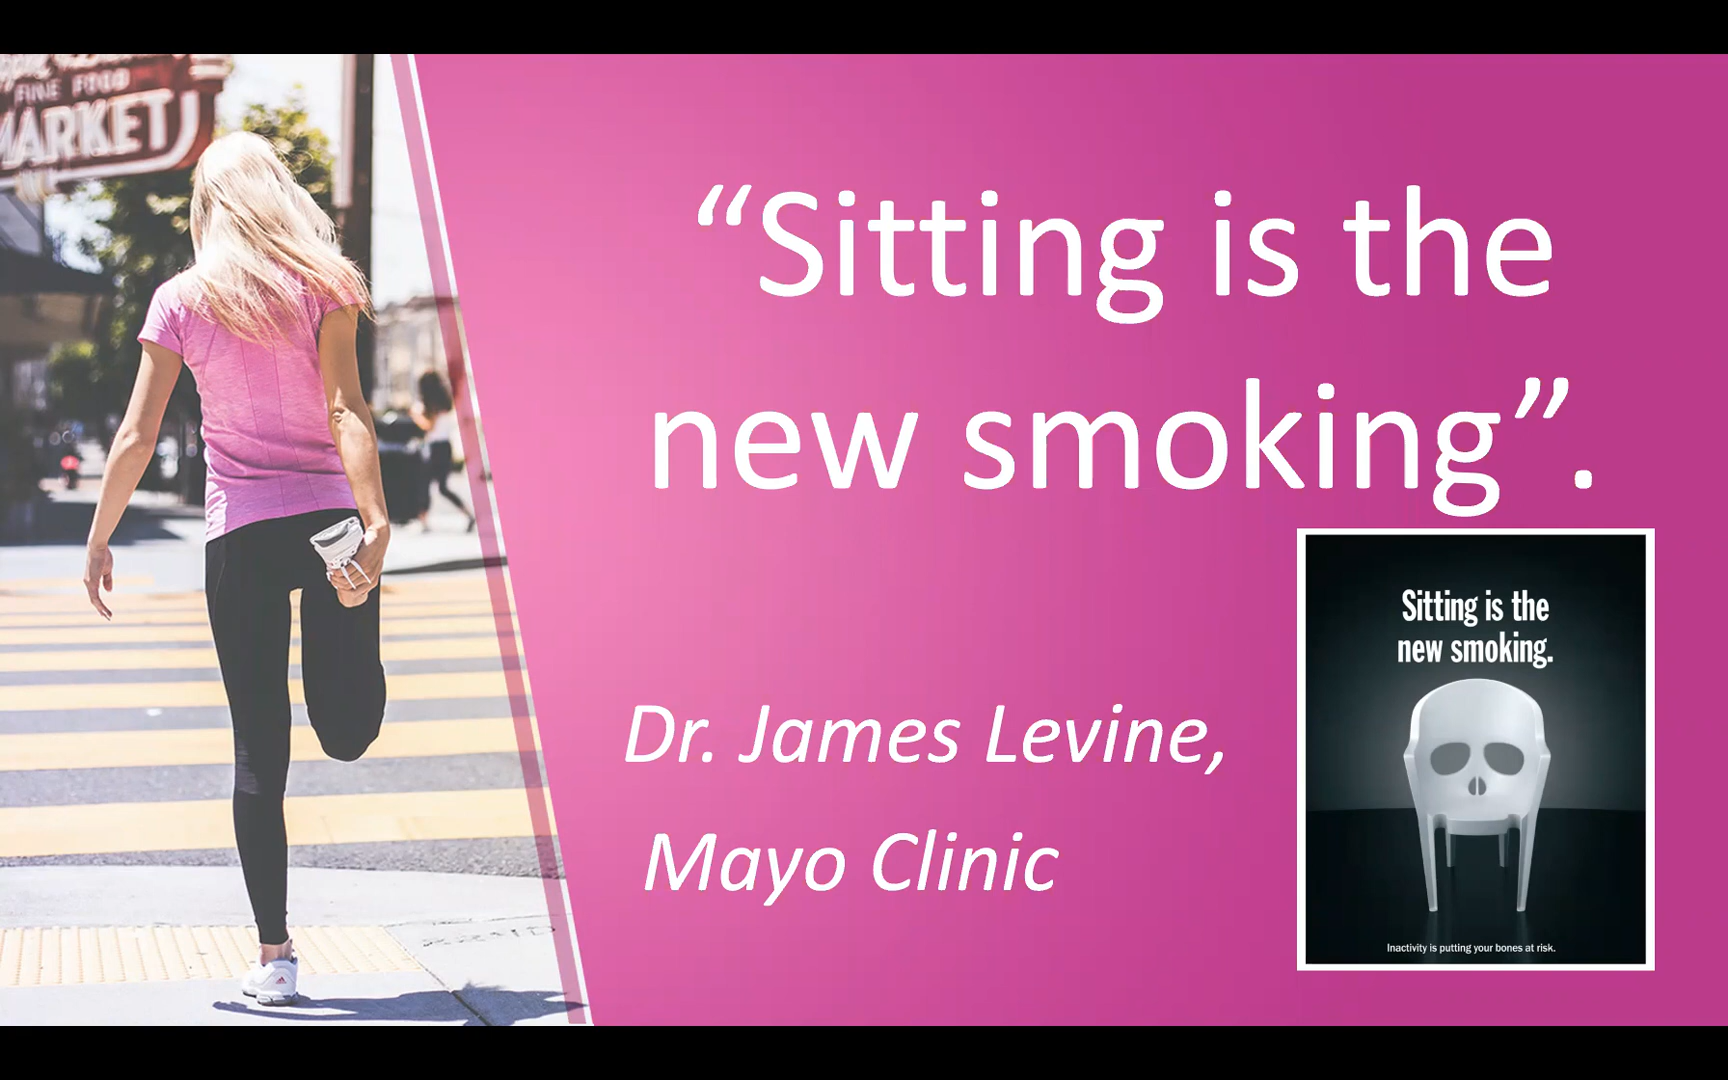 FINE FOOD
MARKET
“Sitting is the
new smoking”.
Dr. James Levine,
Mayo Clinic
Sitting is the
new smoking.
Inactivity is putting your bones at risk.